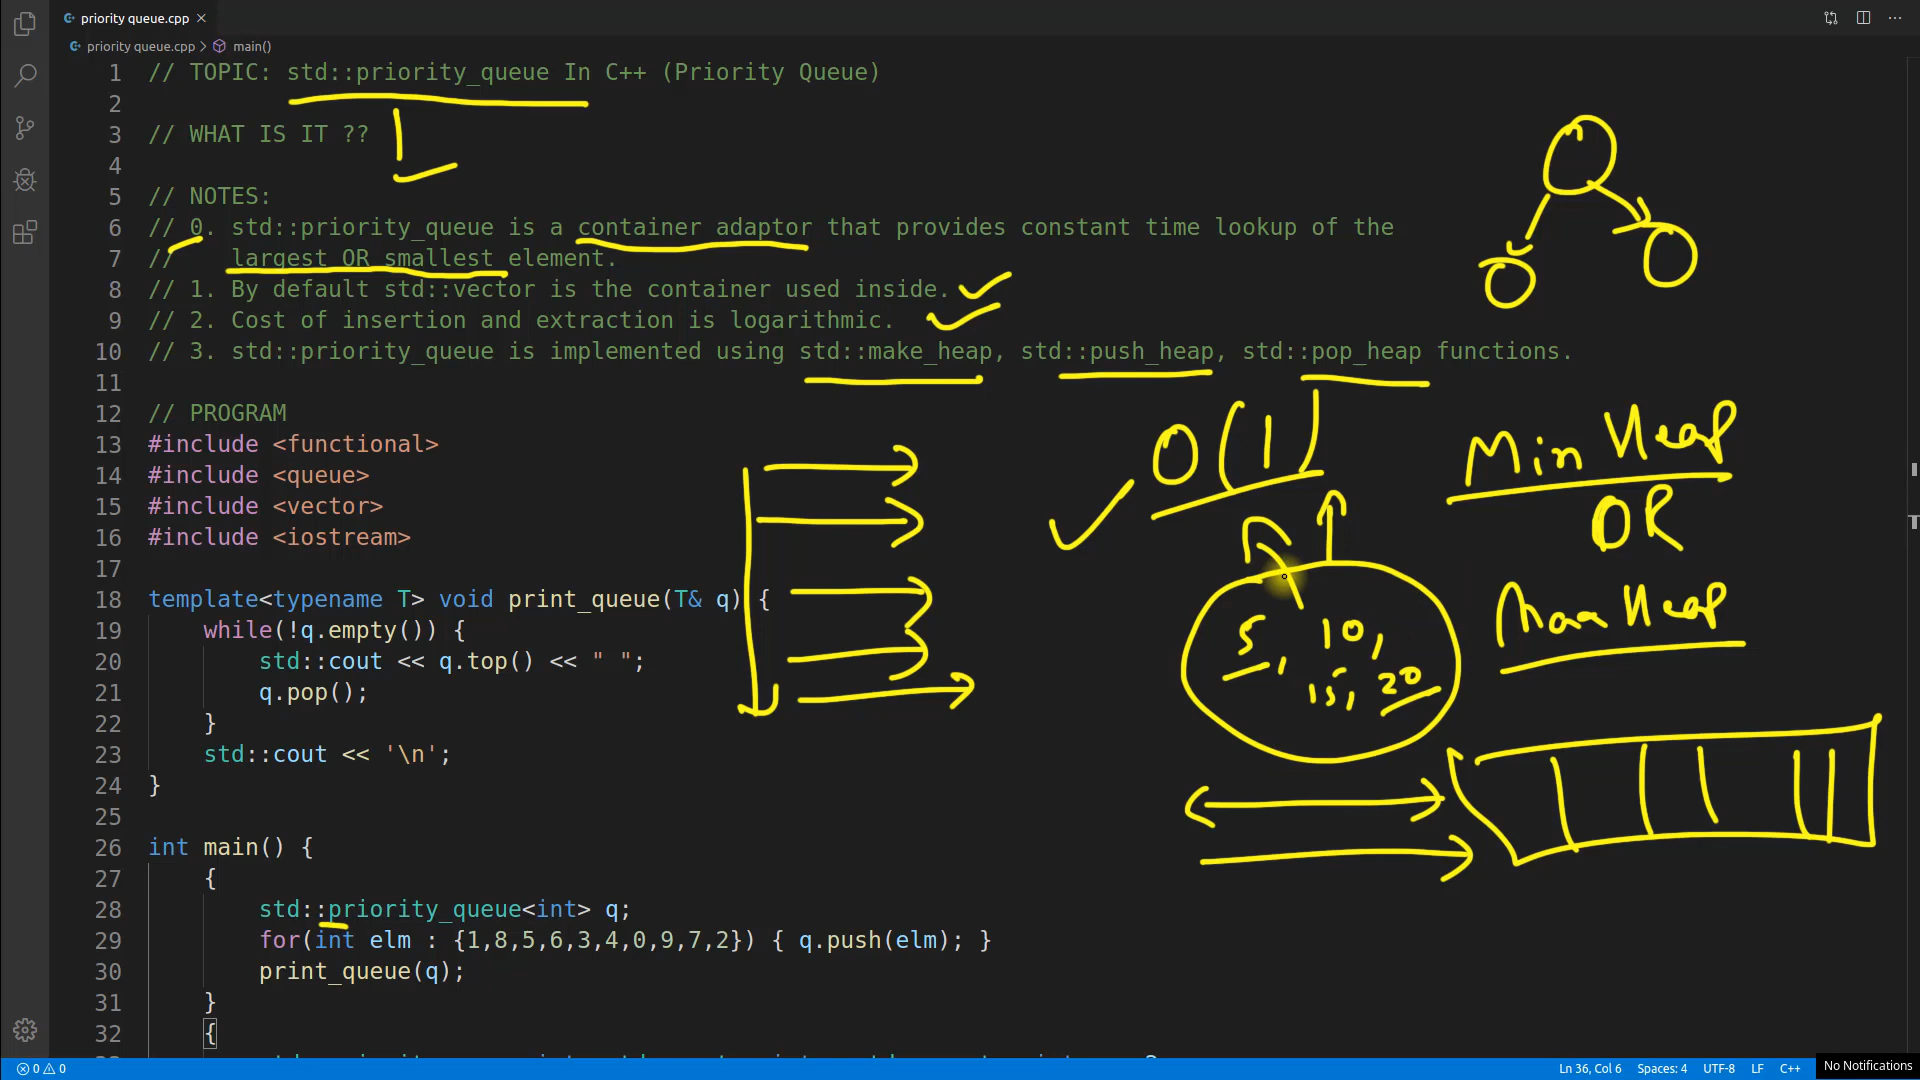 priority queue.cpp
priority queue.cpp > main()
1 // TOPIC: std::priority_queue In C++ (Priority Queue)
2
3 // WHAT IS IT ??
4
5 // NOTES:
6 // 0. std::priority_queue is a container adaptor that provides constant time lookup of the
7 // largest OR smallest element.
8 // 1. By default std::vector is the container used inside.
9 // 2. Cost of insertion and extraction is logarithmic.
10 // 3. std::priority_queue is implemented using std::make_heap, std::push_heap, std::pop_heap functions.
11
12 // PROGRAM
13 #include <functional>
14 #include <queue>
15 #include <vector>
16 #include <iostream>
17
18 template<typename T> void print_queue(T& q) {
19 while(!q.empty()) {
20 std::cout << q.top() << " ";
21 q.pop();
22 }
23 std::cout << '\n';
24 }
25
26 int main() {
27 {
28 std::priority_queue<int> q;
29 for(int elm : {1,8,5,6,3,4,0,9,7,2}) { q.push(elm); }
30 print_queue(q);
31 }
32 {
O(1)
Min Heap
OR
Max Heap
5, 10,
15, 20
0 0
Ln 36, Col 6 Spaces: 4 UTF-8 LF C++ No Notifications